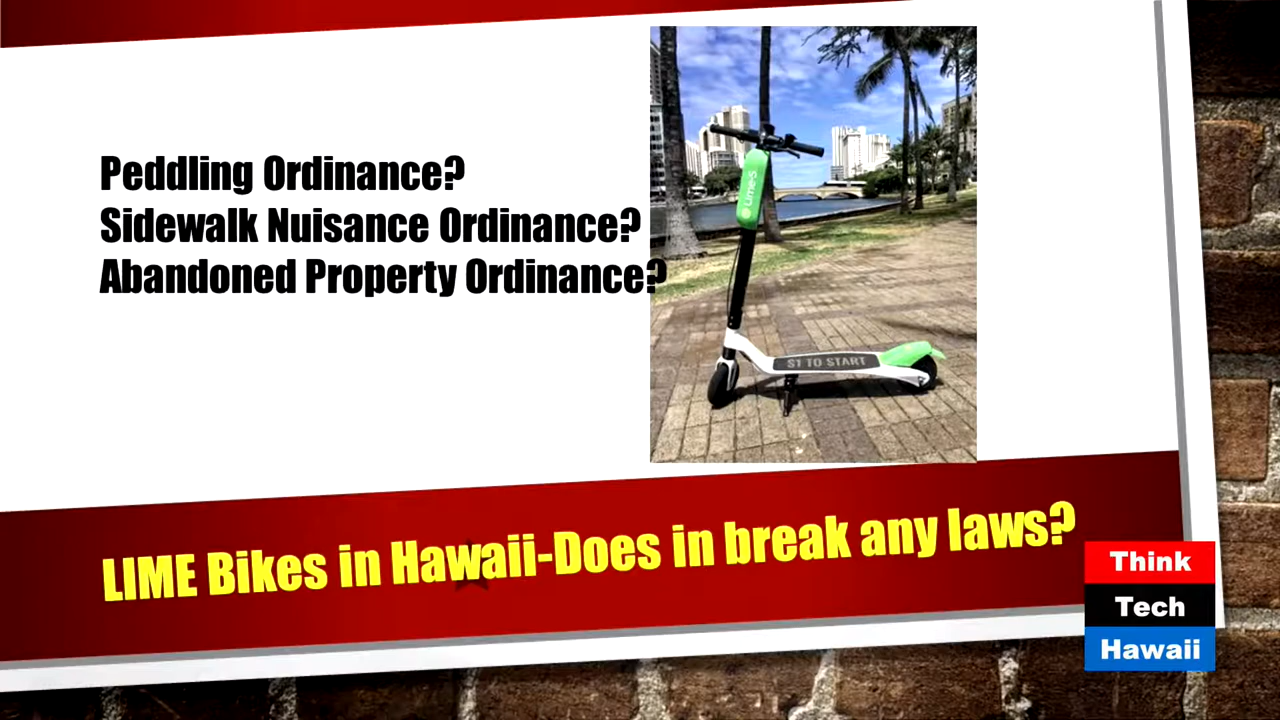 Peddling Ordinance?
Sidewalk Nuisance Ordinance?
Abandoned Property Ordinance?
Lime-S
$1 TO START
LIME Bikes in Hawaii-Does in break any laws?
Think
Tech
Hawaii